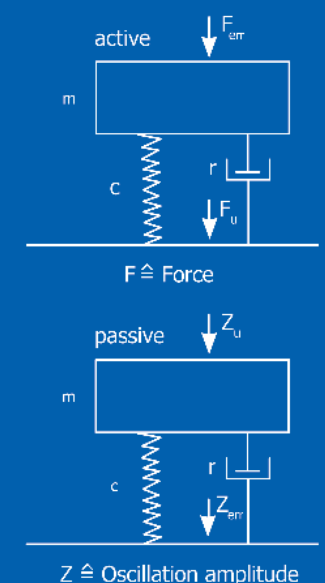 active
F_err
m
r
c
F_u
F ≙ Force
passive
Z_u
m
r
c
Z_err
Z ≙ Oscillation amplitude